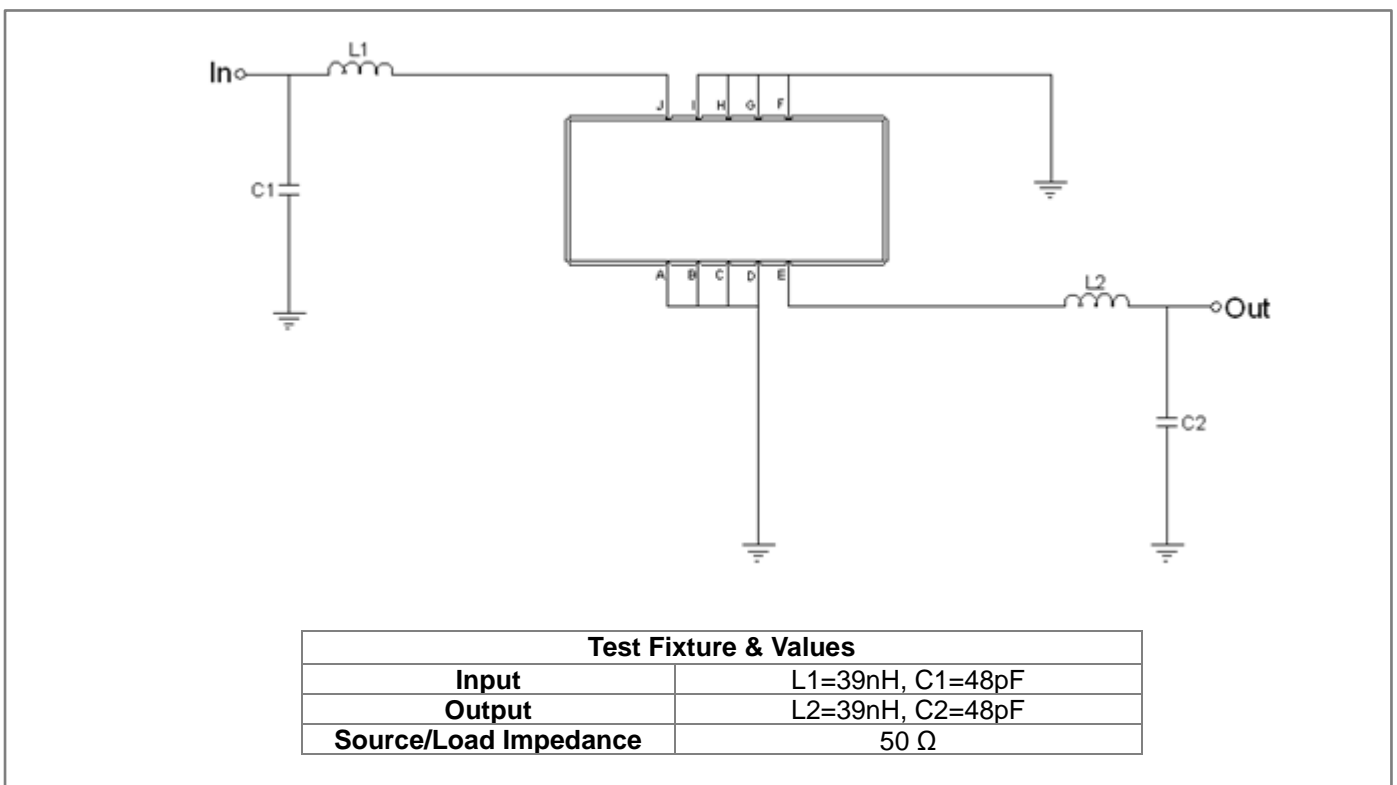 L1
In
J I H G F
C1
A B C D E
L2
Out
C2
Test Fixture & Values
Input L1=39nH, C1=48pF
Output L2=39nH, C2=48pF
Source/Load Impedance 50 Ω